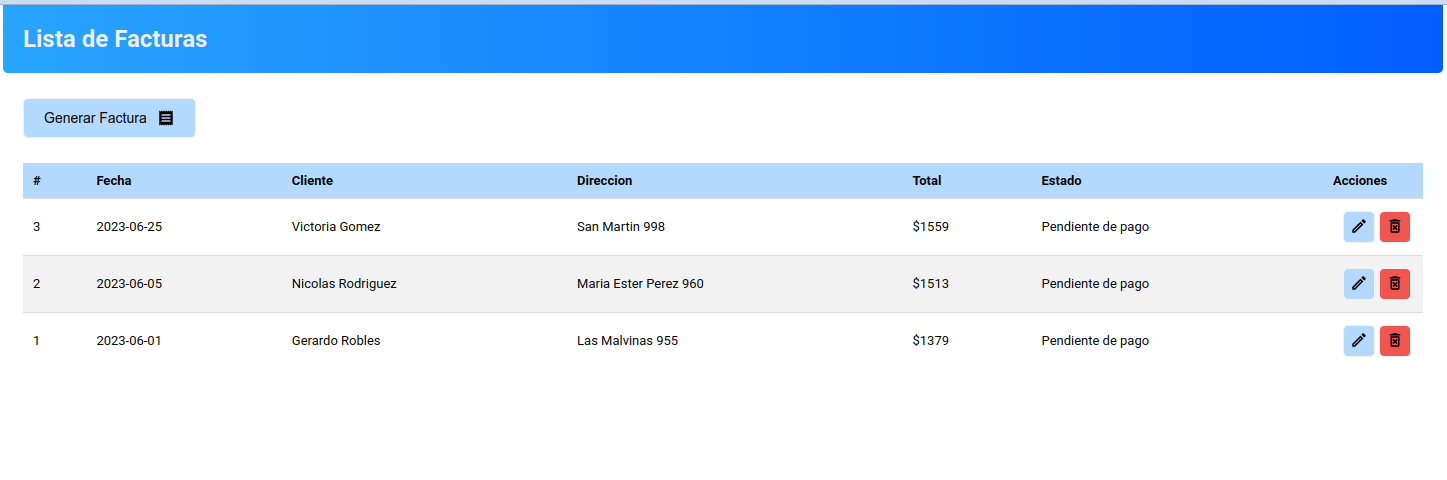 Lista de Facturas
Generar Factura
# Fecha Cliente Direccion Total Estado Acciones
3 2023-06-25 Victoria Gomez San Martin 998 $1559 Pendiente de pago
2 2023-06-05 Nicolas Rodriguez Maria Ester Perez 960 $1513 Pendiente de pago
1 2023-06-01 Gerardo Robles Las Malvinas 955 $1379 Pendiente de pago